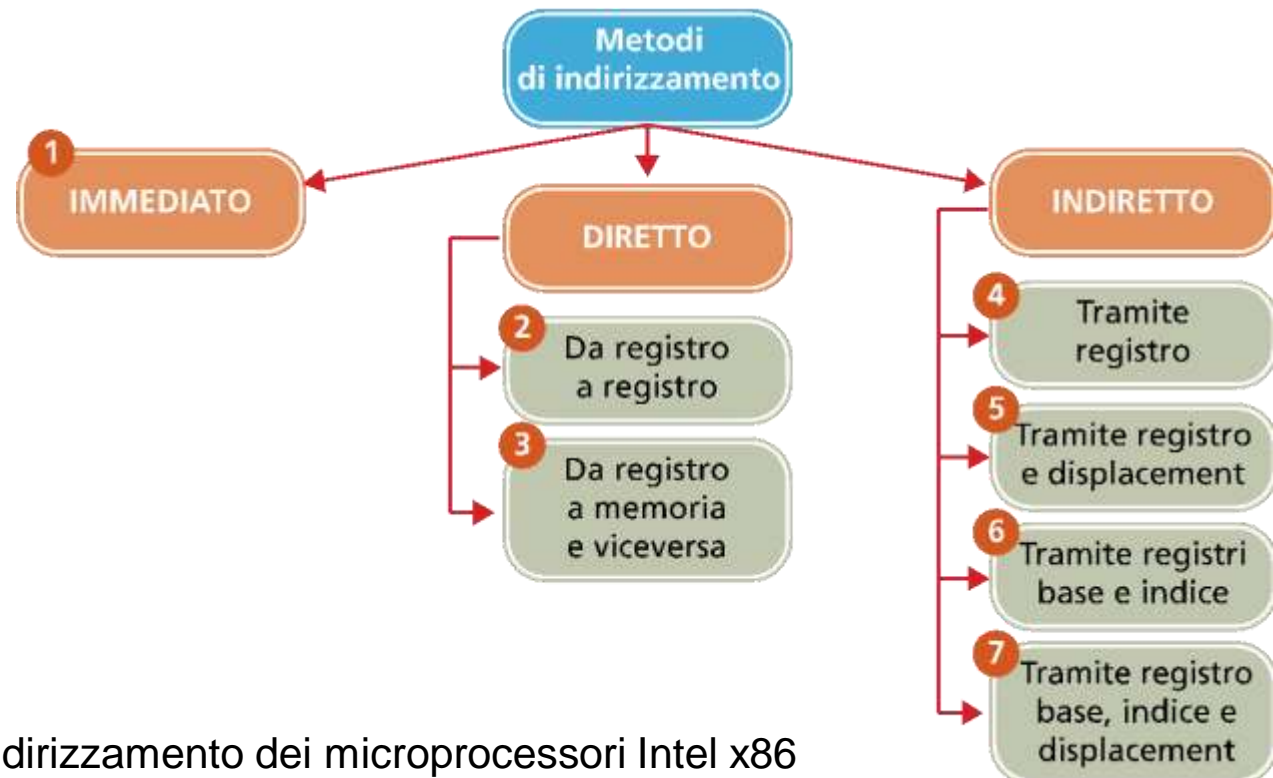 Metodi
di indirizzamento
1
IMMEDIATO
DIRETTO
2
Da registro
a registro
3
Da registro
a memoria
e viceversa
INDIRETTO
4
Tramite
registro
5
Tramite registro
e displacement
6
Tramite registri
base e indice
7
Tramite registro
base, indice e
displacement
dirizzamento dei microprocessori Intel x86